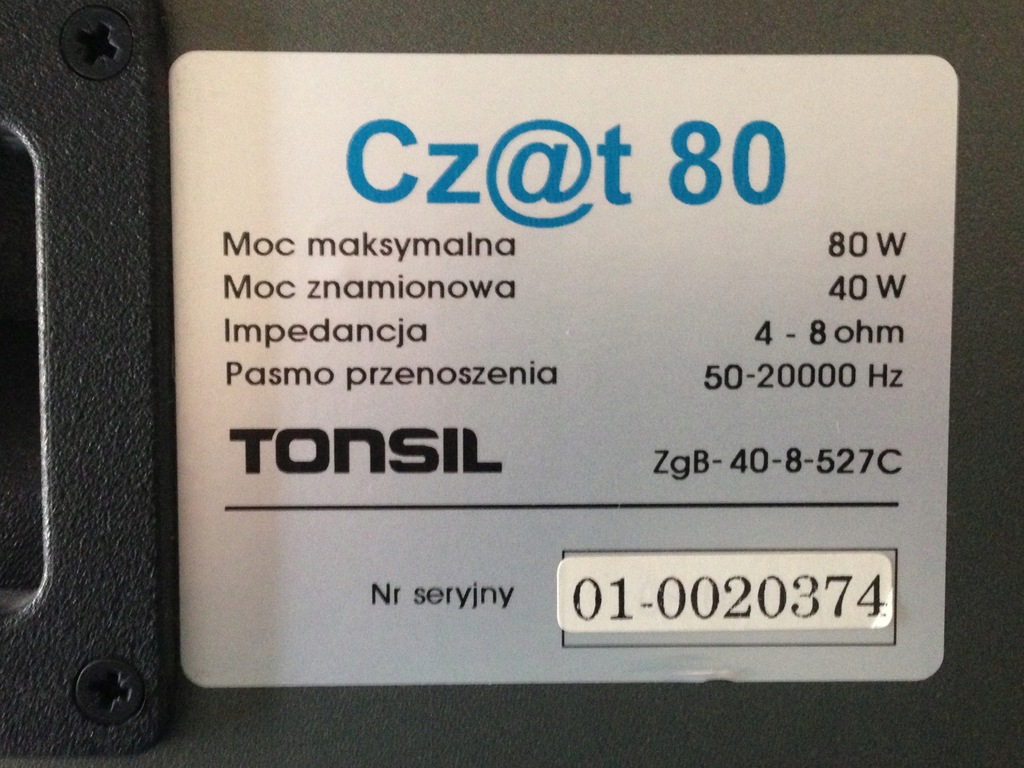 Cz@t 80
Moc maksymalna 80 W
Moc znamionowa 40 W
Impedancja 4 - 8 ohm
Pasmo przenoszenia 50-20000 Hz
TONSIL ZgB-40-8-527C
Nr seryjny 01-0020374